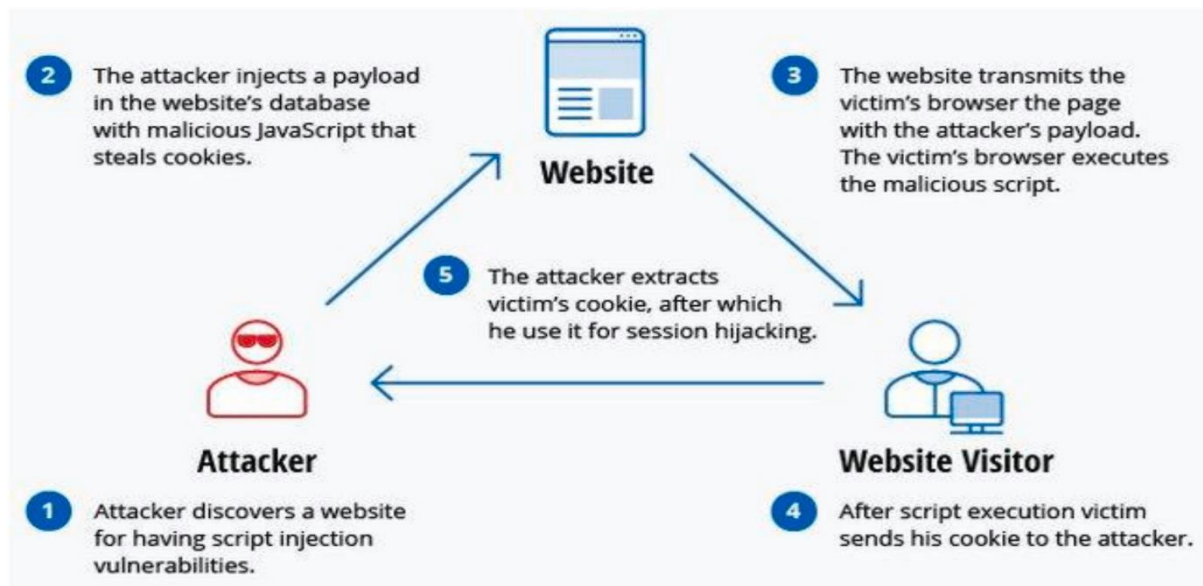 2 The attacker injects a payload
in the website's database
with malicious JavaScript that
steals cookies.
Website
3 The website transmits the
victim's browser the page
with the attacker's payload.
The victim's browser executes
the malicious script.
5 The attacker extracts
victim's cookie, after which
he use it for session hijacking.
Attacker
1 Attacker discovers a website
for having script injection
vulnerabilities.
Website Visitor
4 After script execution victim
sends his cookie to the attacker.